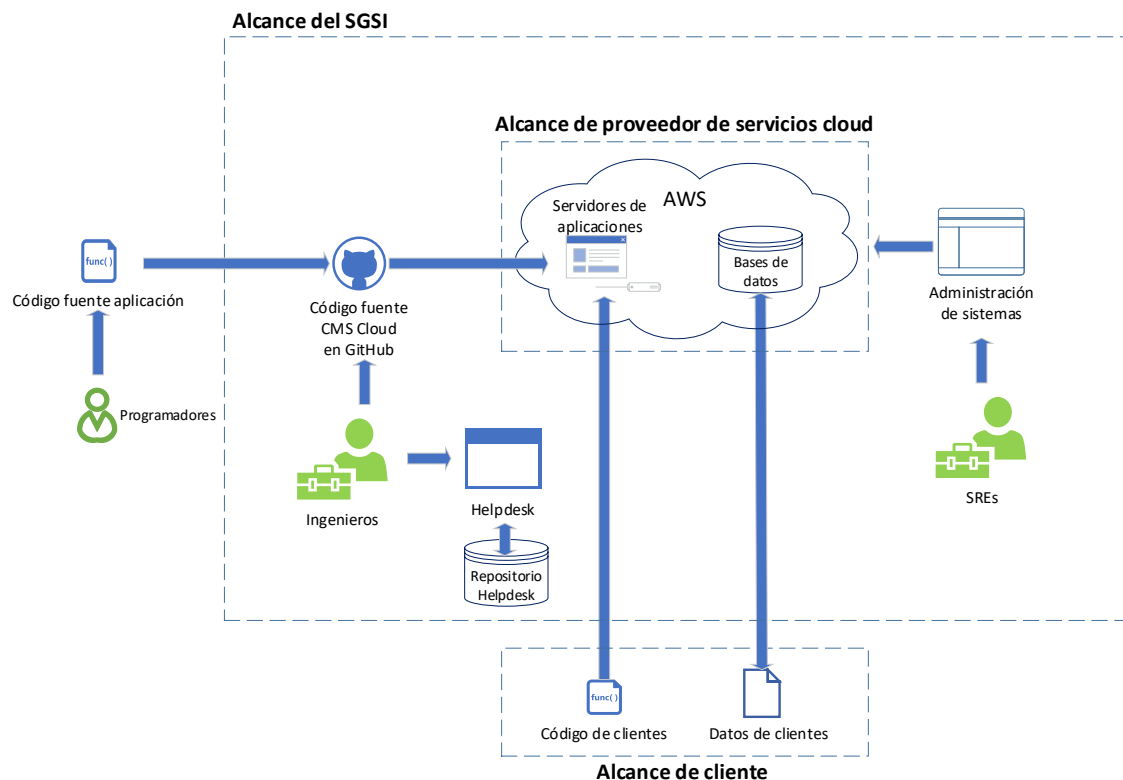 Alcance del SGSI
Alcance de proveedor de servicios cloud
AWS
Servidores de
aplicaciones
Bases de
datos
func( )
Código fuente aplicación
Código fuente
CMS Cloud
en GitHub
Administración
de sistemas
Programadores
Ingenieros
Helpdesk
SREs
Repositorio
Helpdesk
func( )
Código de clientes
Datos de clientes
Alcance de cliente